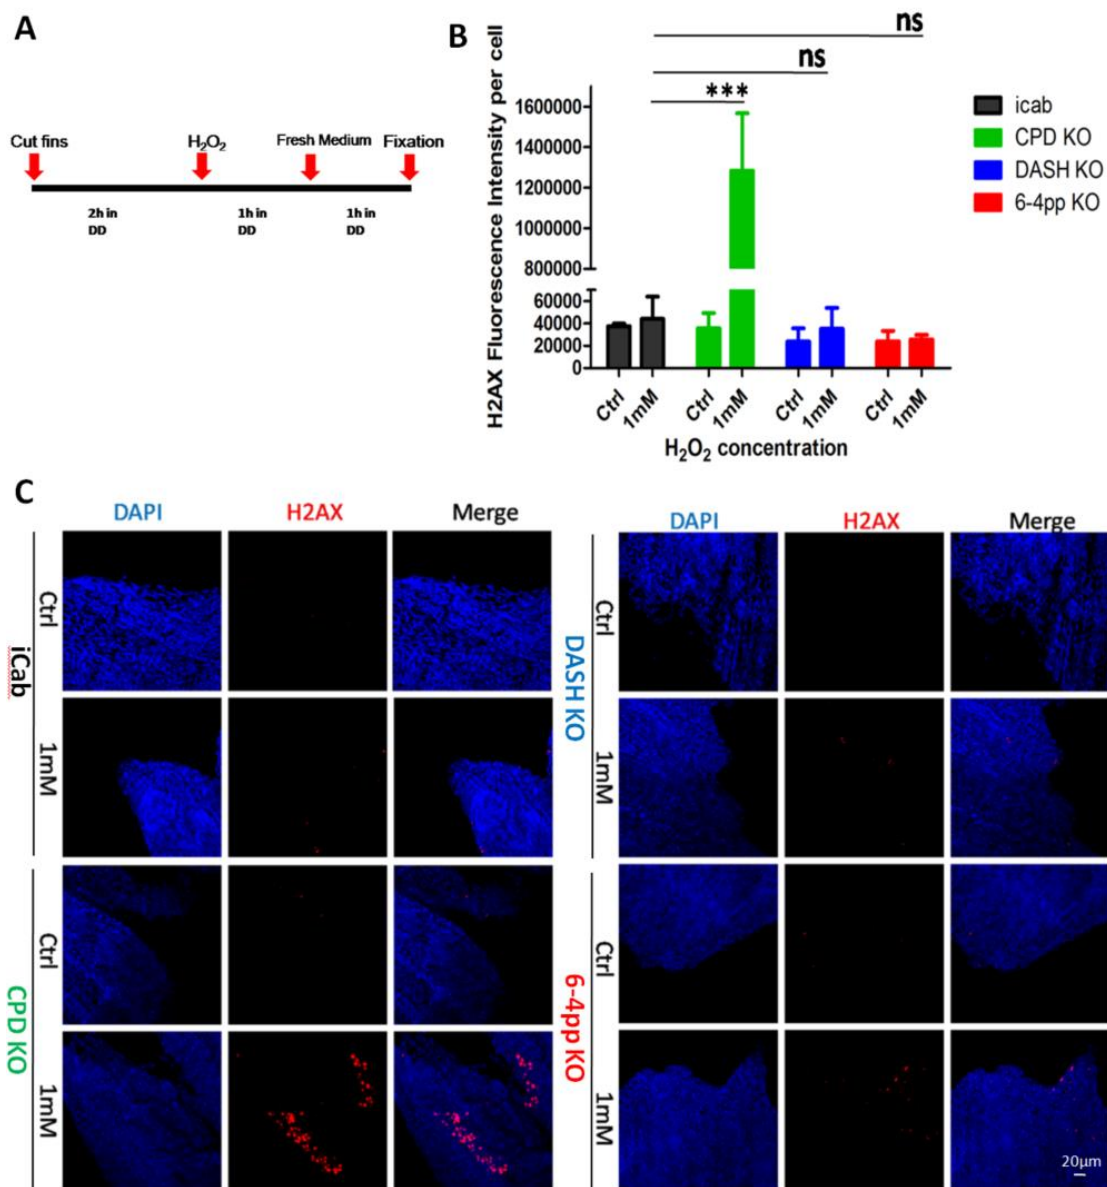 A
Cut fins
H₂O₂
Fresh Medium
Fixation
2h in
DD
1h in
DD
1h in
DD
B
H2AX Fluorescence Intensity per cell
1600000
1400000
1200000
1000000
800000
60000
40000
20000
0
ns
ns
***
Ctrl
1mM
Ctrl
1mM
Ctrl
1mM
Ctrl
1mM
H₂O₂ concentration
icab
CPD KO
DASH KO
6-4pp KO
C
DAPI
H2AX
Merge
iCab
Ctrl
1mM
CPD KO
Ctrl
1mM
DAPI
H2AX
Merge
DASH KO
Ctrl
1mM
6-4pp KO
Ctrl
1mM
20µm